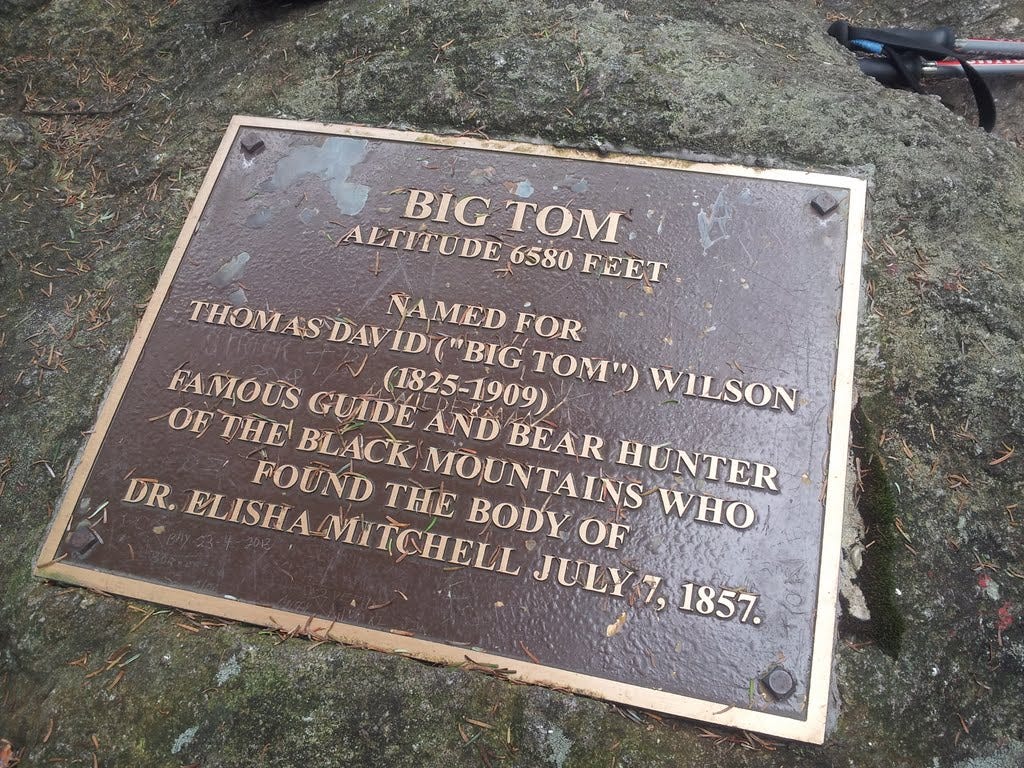 BIG TOM
ALTITUDE 6580 FEET
NAMED FOR
THOMAS DAVID ("BIG TOM") WILSON
(1825-1909)
FAMOUS GUIDE AND BEAR HUNTER
OF THE BLACK MOUNTAINS WHO
FOUND THE BODY OF
DR. ELISHA MITCHELL JULY 7, 1857.